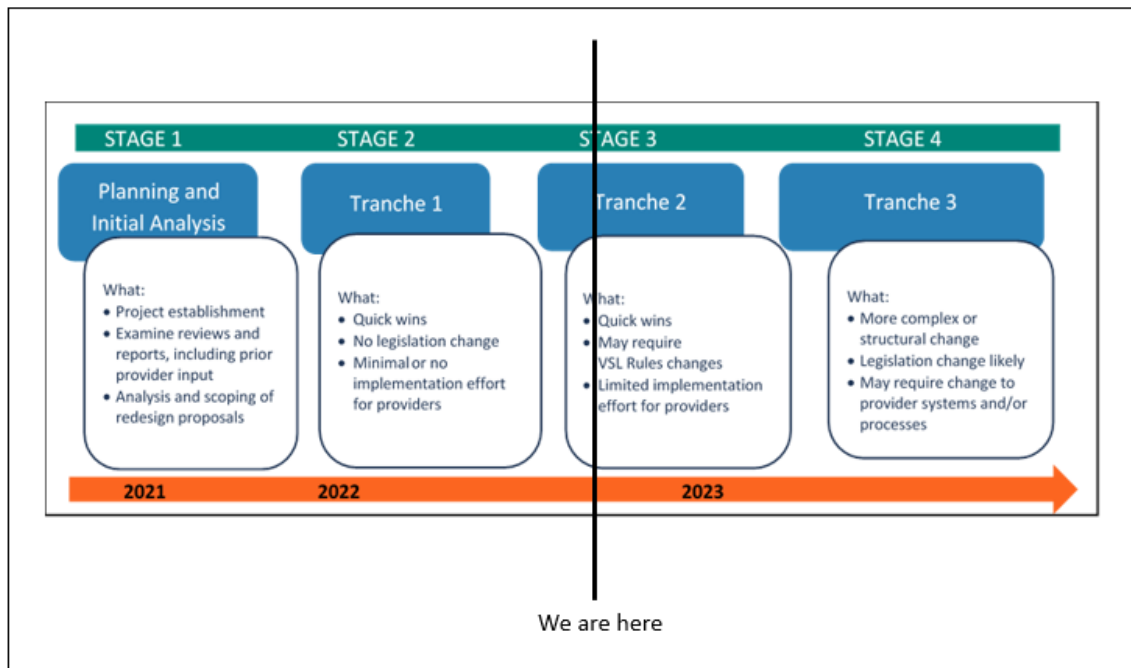 STAGE 1
STAGE 2
STAGE 3
STAGE 4
Planning and
Initial Analysis
Tranche 1
Tranche 2
Tranche 3
What:
• Project establishment
• Examine reviews and
reports, including prior
provider input
• Analysis and scoping of
redesign proposals
What:
• Quick wins
• No legislation change
• Minimal or no
implementation effort
for providers
What:
• Quick wins
• May require
VSL Rules changes
• Limited implementation
effort for providers
What:
• More complex or
structural change
• Legislation change likely
• May require change to
provider systems and/or
processes
2021
2022
2023
We are here